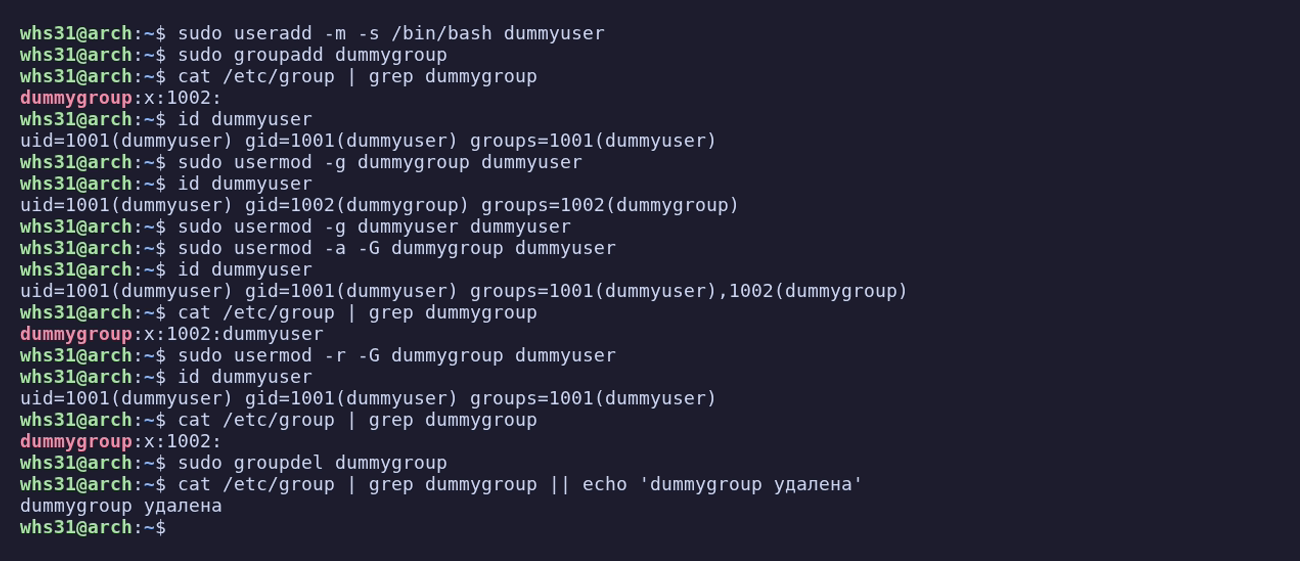 whs31@arch:~$ sudo useradd -m -s /bin/bash dummyuser
whs31@arch:~$ sudo groupadd dummygroup
whs31@arch:~$ cat /etc/group | grep dummygroup
dummygroup:x:1002:
whs31@arch:~$ id dummyuser
uid=1001(dummyuser) gid=1001(dummyuser) groups=1001(dummyuser)
whs31@arch:~$ sudo usermod -g dummygroup dummyuser
whs31@arch:~$ id dummyuser
uid=1001(dummyuser) gid=1002(dummygroup) groups=1002(dummygroup)
whs31@arch:~$ sudo usermod -g dummyuser dummyuser
whs31@arch:~$ sudo usermod -a -G dummygroup dummyuser
whs31@arch:~$ id dummyuser
uid=1001(dummyuser) gid=1001(dummyuser) groups=1001(dummyuser),1002(dummygroup)
whs31@arch:~$ cat /etc/group | grep dummygroup
dummygroup:x:1002:dummyuser
whs31@arch:~$ sudo usermod -r -G dummygroup dummyuser
whs31@arch:~$ id dummyuser
uid=1001(dummyuser) gid=1001(dummyuser) groups=1001(dummyuser)
whs31@arch:~$ cat /etc/group | grep dummygroup
dummygroup:x:1002:
whs31@arch:~$ sudo groupdel dummygroup
whs31@arch:~$ cat /etc/group | grep dummygroup || echo 'dummygroup удалена'
dummygroup удалена
whs31@arch:~$